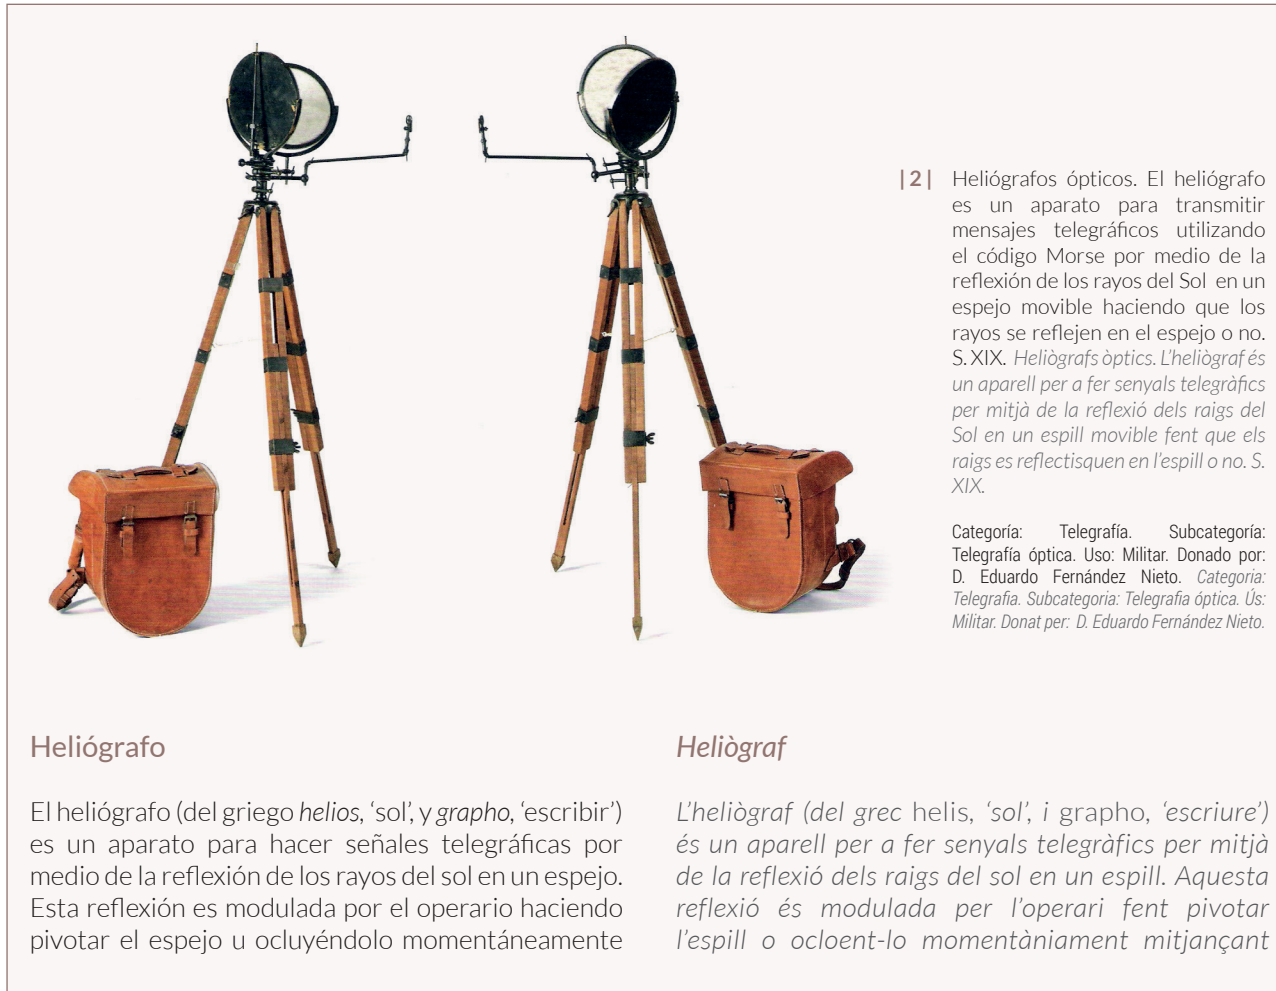 |2| Heliógrafos ópticos. El heliógrafo
es un aparato para transmitir
mensajes telegráficos utilizando
el código Morse por medio de la
reflexión de los rayos del Sol en un
espejo movible haciendo que los
rayos se reflejen en el espejo o no.
S. XIX. Heliògrafs òptics. L'heliògraf és
un aparell per a fer senyals telegràfics
per mitjà de la reflexió dels raigs del
Sol en un espill movible fent que els
raigs es reflectisquen en l'espill o no. S.
XIX.
Categoría: Telegrafía. Subcategoría:
Telegrafía óptica. Uso: Militar. Donado por:
D. Eduardo Fernández Nieto. Categoria:
Telegrafia. Subcategoria: Telegrafia óptica. Ús:
Militar. Donat per: D. Eduardo Fernández Nieto.
Heliógrafo
El heliógrafo (del griego helios, ‘sol’, y grapho, ‘escribir’)
es un aparato para hacer señales telegráficas por
medio de la reflexión de los rayos del sol en un espejo.
Esta reflexión es modulada por el operario haciendo
pivotar el espejo u ocluyéndolo momentáneamente
Heliògraf
L’heliògraf (del grec helis, ‘sol’, i grapho, ‘escriure’)
és un aparell per a fer senyals telegràfics per mitjà
de la reflexió dels raigs del sol en un espill. Aquesta
reflexió és modulada per l’operari fent pivotar
l’espill o ocloent-lo momentàniament mitjançant